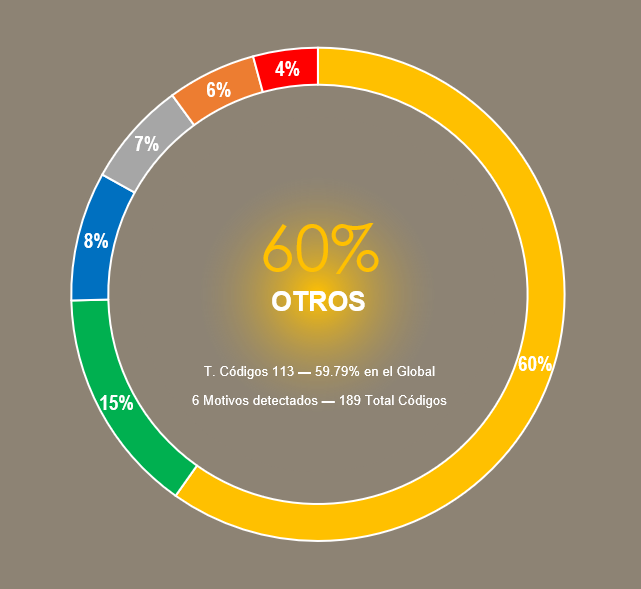 4%
6%
7%
8%
15%
60%
60%
OTROS
T. Códigos 113 — 59.79% en el Global
6 Motivos detectados — 189 Total Códigos